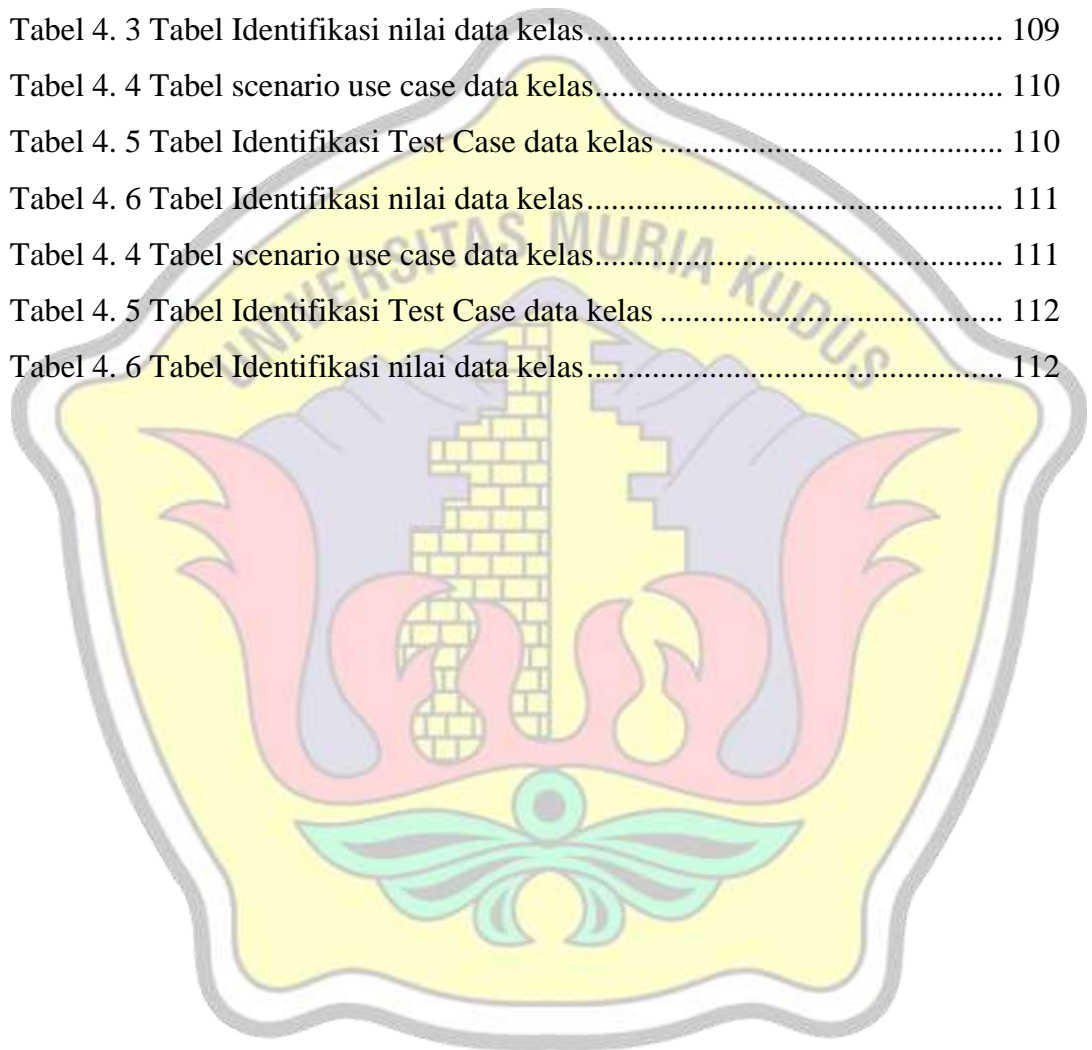 Tabel 4. 3 Tabel Identifikasi nilai data kelas.................................................... 109
Tabel 4. 4 Tabel scenario use case data kelas................................................... 110
Tabel 4. 5 Tabel Identifikasi Test Case data kelas ........................................... 110
Tabel 4. 6 Tabel Identifikasi nilai data kelas.................................................... 111
Tabel 4. 4 Tabel scenario use case data kelas................................................... 111
Tabel 4. 5 Tabel Identifikasi Test Case data kelas ........................................... 112
Tabel 4. 6 Tabel Identifikasi nilai data kelas.................................................... 112
UNIVERSITAS MURIA KUDUS